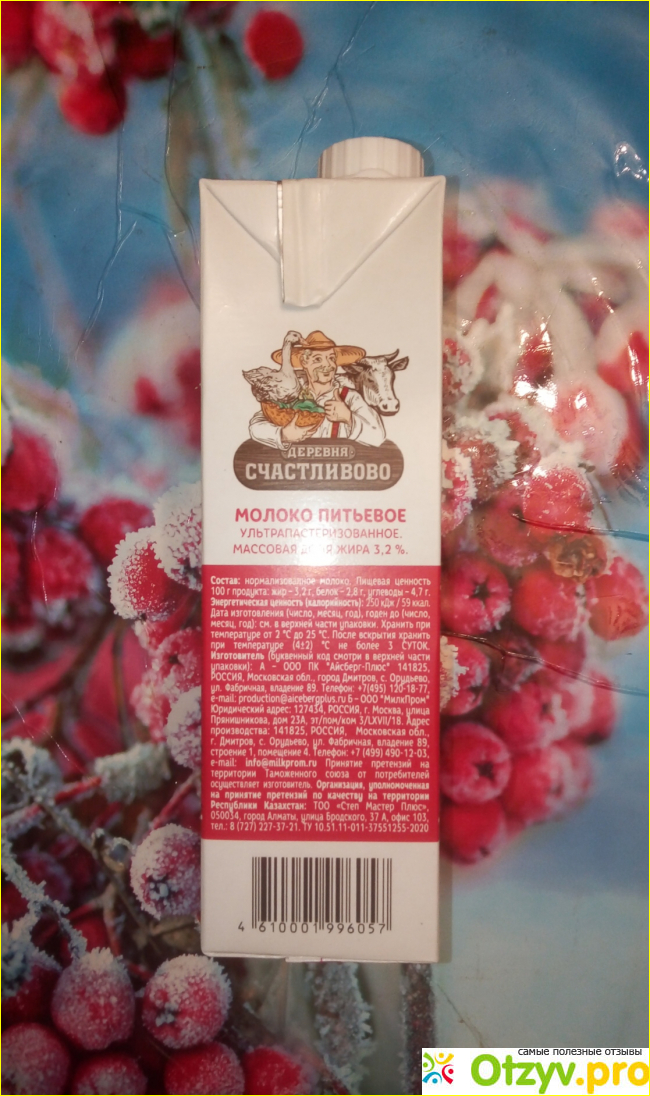 ДЕРЕВНЯ
СЧАСТЛИВОВО
МОЛОКО ПИТЬЕВОЕ
УЛЬТРАПАСТЕРИЗОВАННОЕ.
МАССОВАЯ ДОЛЯ ЖИРА 3,2 %.
Состав: нормализованное молоко. Пищевая ценность
100 г продукта: жир – 3,2 г, белок – 2,8 г, углеводы – 4,7 г.
Энергетическая ценность (калорийность): 250 кДж / 59 ккал.
Дата изготовления (число, месяц, год), годен до (число,
месяц, год): см. в верхней части упаковки. Хранить при
температуре от 2 °С до 25 °С. После вскрытия хранить
при температуре (4±2) °С не более 3 СУТОК.
Изготовитель (буквенный код смотри в верхней части
упаковки): А – ООО ПК "Айсберг-Плюс" 141825,
РОССИЯ, Московская обл., город Дмитров, с. Орудьево,
ул. Фабричная, владение 89. Телефон: +7(495) 120-18-77,
e-mail: production@aicebergplus.ru Б – ООО "МилкПром"
Юридический адрес: 127434, РОССИЯ, г. Москва, улица
Прянишникова, дом 23А, эт/пом/ком 3/LXVII/18. Адрес
производства: 141825, РОССИЯ, Московская обл.,
г. Дмитров, с. Орудьево, ул. Фабричная, владение 89,
строение 1, помещение 4. Телефон: +7 (499) 490-12-03,
e-mail: info@milkprom.ru Принятие претензий на
территории Таможенного союза от потребителей
осуществляет изготовитель. Организация, уполномоченная
на принятие претензий по качеству на территории
Республики Казахстан: ТОО «Степ Мастер Плюс»,
050034, город Алматы, улица Бродского, 37 А, офис 103,
тел.: 8 (727) 227-37-21. ТУ 10.51.11-011-37551255-2020
4 610001 996057
самые полезные отзывы
Otzyv.pro